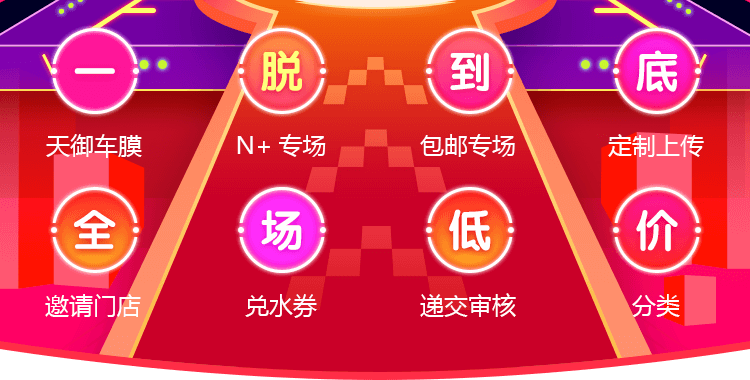 一 脱 到 底
天御车膜 N+ 专场 包邮专场 定制上传
全 场 低 价
邀请门店 兑水券 递交审核 分类